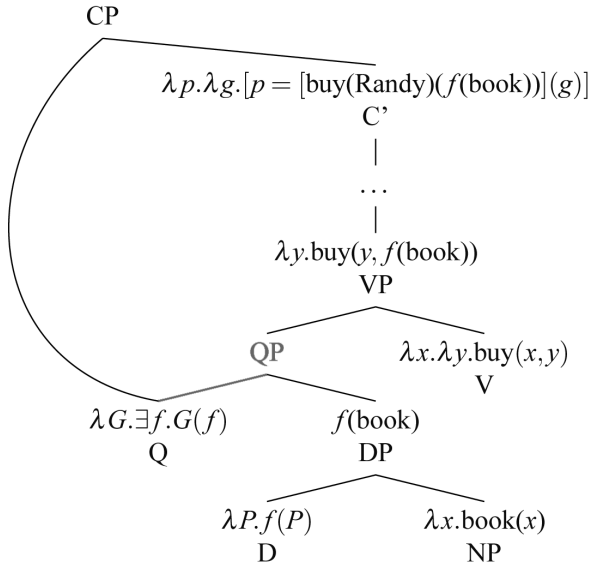 CP
λp.λg.[p = [buy(Randy)(f(book))](g)]
C’
…
λy.buy(y, f(book))
VP
QP
λx.λy.buy(x,y)
V
λG.∃f.G(f)
Q
f(book)
DP
λP.f(P)
D
λx.book(x)
NP